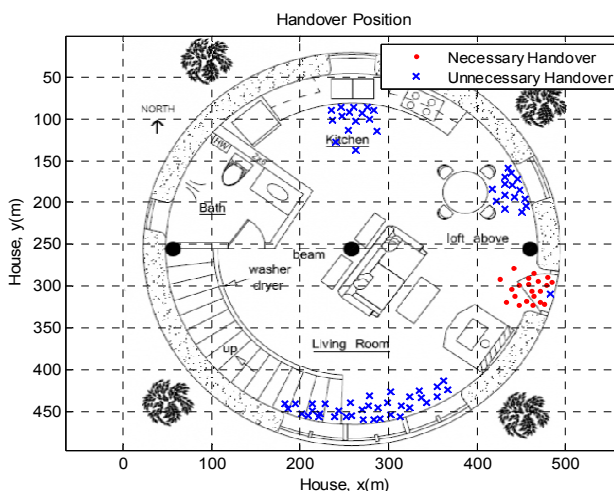 Handover Position
Necessary Handover
Unnecessary Handover
50
100
150
200
250
300
350
400
450
House, y(m)
NORTH
HW
Kitchen
Bath
beam
loft above
washer
dryer
up
Living Room
0
100
200
300
400
500
House, x(m)